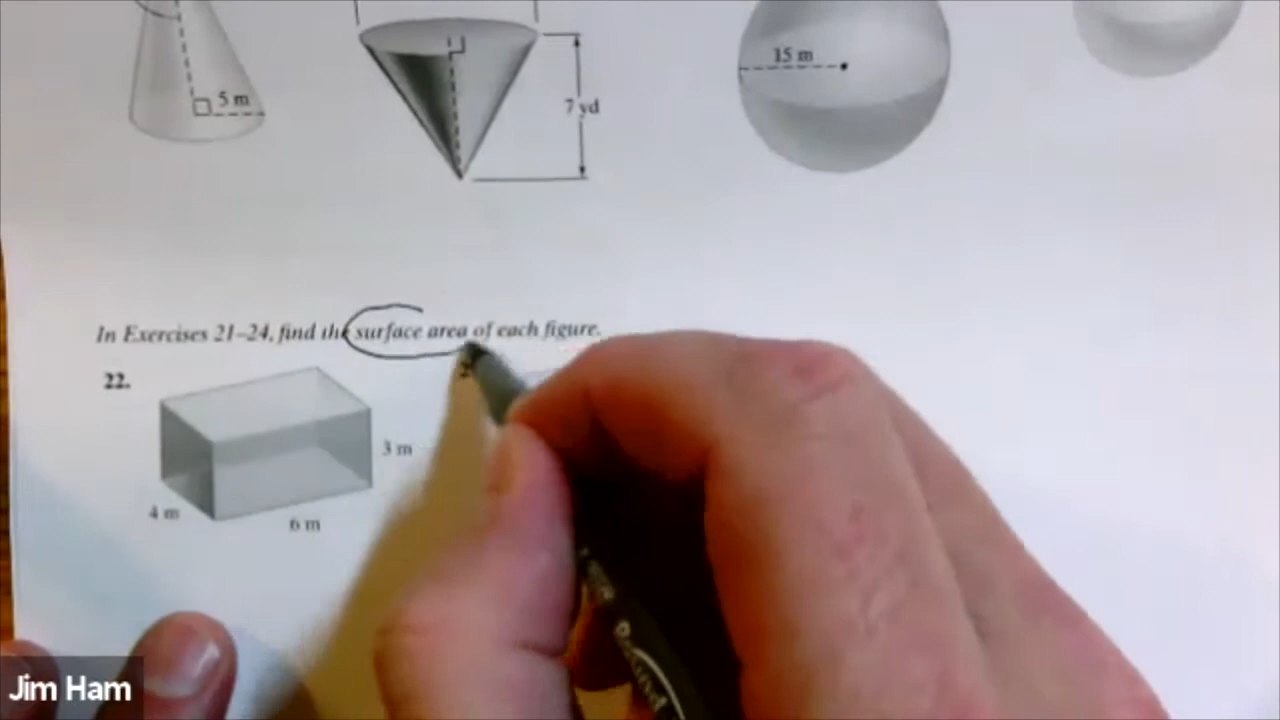 15 m
5 m
7 yd
In Exercises 21–24, find the surface area of each figure.
22.
3 m
4 m
6 m
Jim Ham